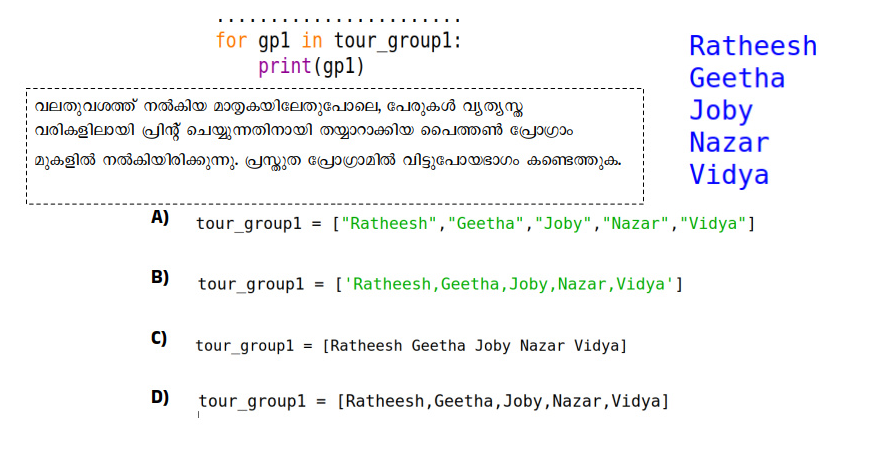 .......................
for gp1 in tour_group1:
print(gp1)
Ratheesh
Geetha
Joby
Nazar
Vidya
വലതുവശത്ത് നൽകിയ മാതൃകയിലേതുപോലെ, പേരുകൾ വ്യത്യസ്ത
വരികളിലായി പ്രിന്റ് ചെയ്യുന്നതിനായി തയ്യാറാക്കിയ പൈത്തൺ പ്രോഗ്രാം
മുകളിൽ നൽകിയിരിക്കുന്നു. പ്രസ്തുത പ്രോഗ്രാമിൽ വിട്ടുപോയഭാഗം കണ്ടെത്തുക.
A) tour_group1 = ["Ratheesh","Geetha","Joby","Nazar","Vidya"]
B) tour_group1 = ['Ratheesh,Geetha,Joby,Nazar,Vidya']
C) tour_group1 = [Ratheesh Geetha Joby Nazar Vidya]
D) tour_group1 = [Ratheesh,Geetha,Joby,Nazar,Vidya]